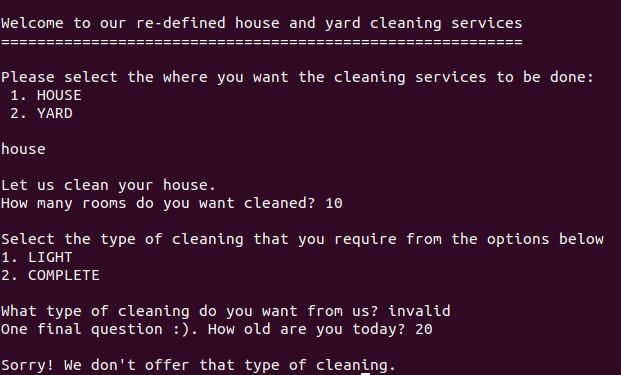 Welcome to our re-defined house and yard cleaning services
==========================================================
Please select the where you want the cleaning services to be done:
1. HOUSE
2. YARD
house
Let us clean your house.
How many rooms do you want cleaned? 10
Select the type of cleaning that you require from the options below
1. LIGHT
2. COMPLETE
What type of cleaning do you want from us? invalid
One final question :). How old are you today? 20
Sorry! We don't offer that type of cleaning.